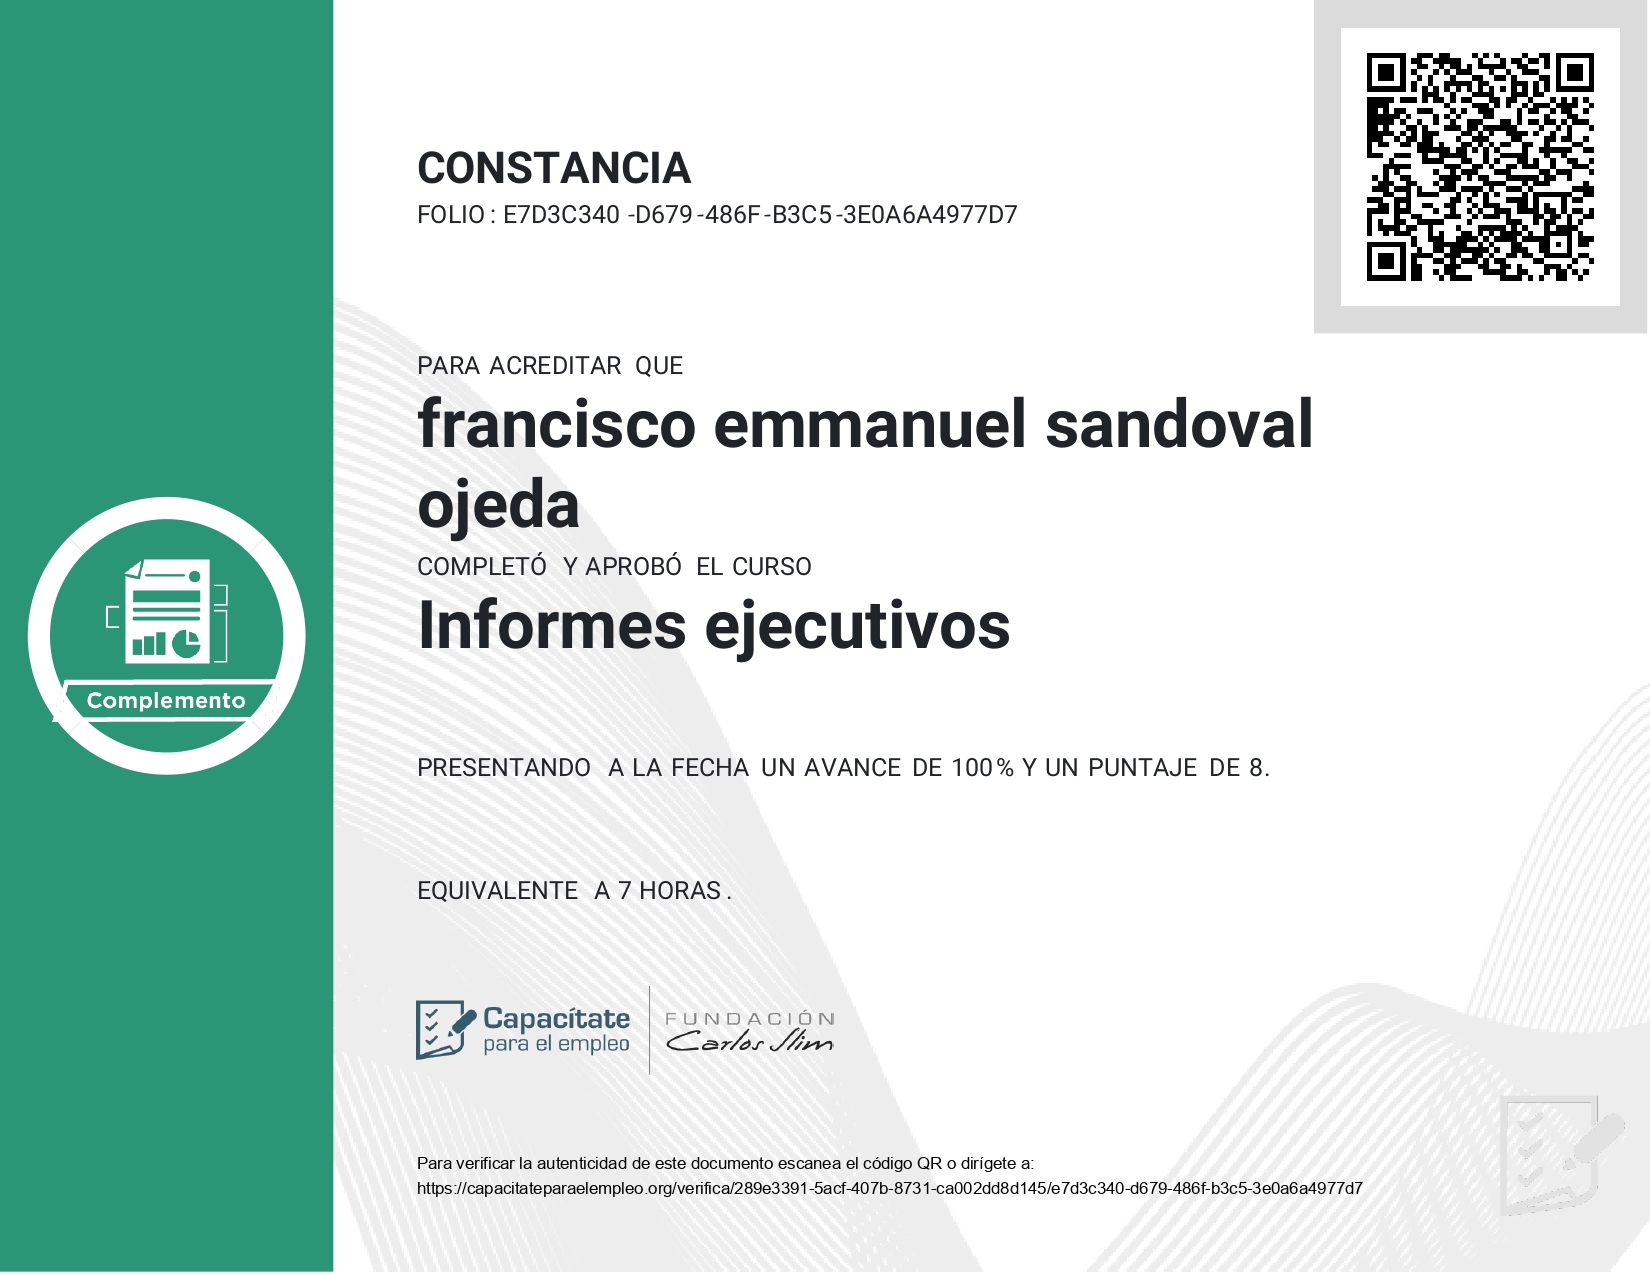 CONSTANCIA
FOLIO : E7D3C340 -D679 -486F -B3C5 -3E0A6A4977D7
PARA ACREDITAR QUE
francisco emmanuel sandoval
ojeda
COMPLETÓ Y APROBÓ EL CURSO
Informes ejecutivos
Complemento
PRESENTANDO A LA FECHA UN AVANCE DE 100% Y UN PUNTAJE DE 8.
EQUIVALENTE A 7 HORAS .
Capacítate
para el empleo
FUNDACIÓN
Carlos Slim
Para verificar la autenticidad de este documento escanea el código QR o dirígete a:
https://capacitateparaelempleo.org/verifica/289e3391-5acf-407b-8731-ca002dd8d145/e7d3c340-d679-486f-b3c5-3e0a6a4977d7